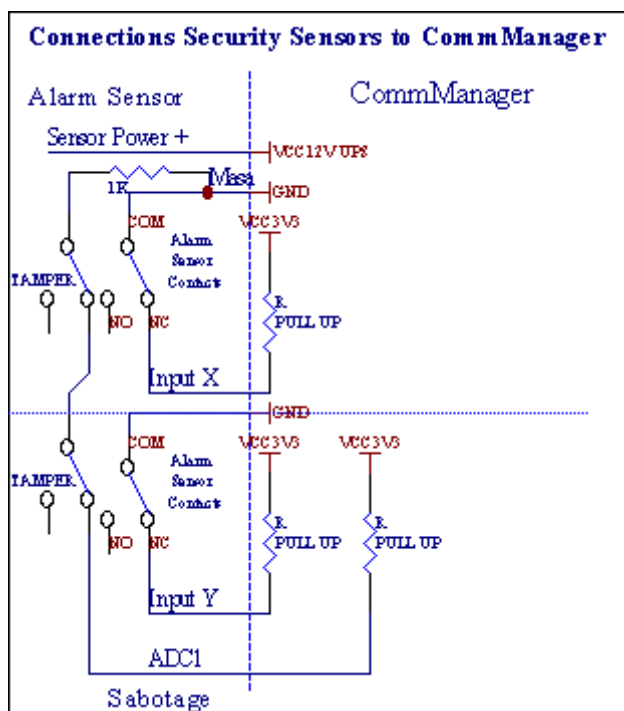 Connections Security Sensors to CommManager
Alarm Sensor
CommManager
Sensor Power +
VCC12V UPS
1K
Masa
GND
COM
VCC3V3
Alarm
Sensor
Contacts
TAMPER
NO
NC
R
PULL UP
Input X
GND
COM
VCC3V3
VCC3V3
Alarm
Sensor
Contacts
TAMPER
NO
NC
R
PULL UP
R
PULL UP
Input Y
ADC1
Sabotage